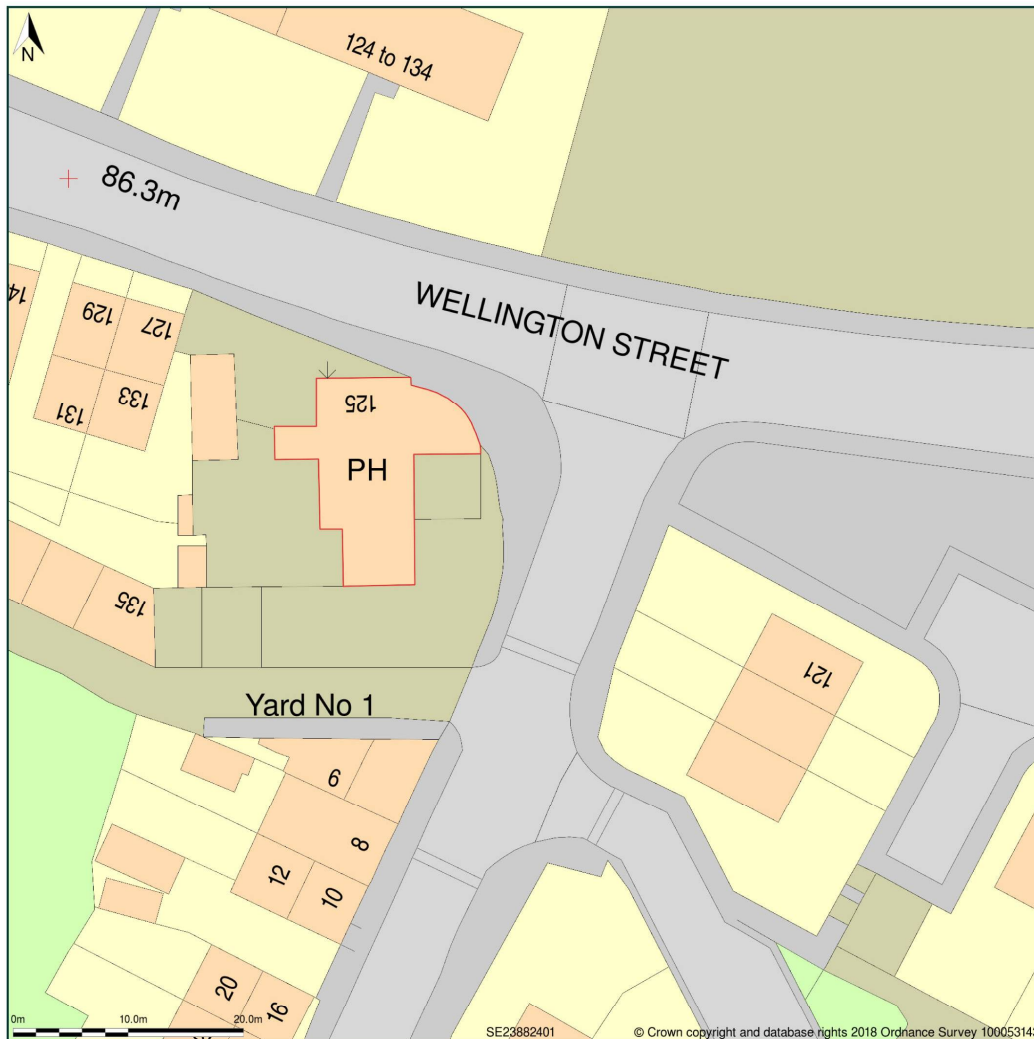 N
124 to 134
86.3m
WELLINGTON STREET
129
127
131
133
125
PH
135
121
Yard No 1
6
8
12
10
20
16
0m
10.0m
20.0m
SE23882401
© Crown copyright and database rights 2018 Ordnance Survey 100053143